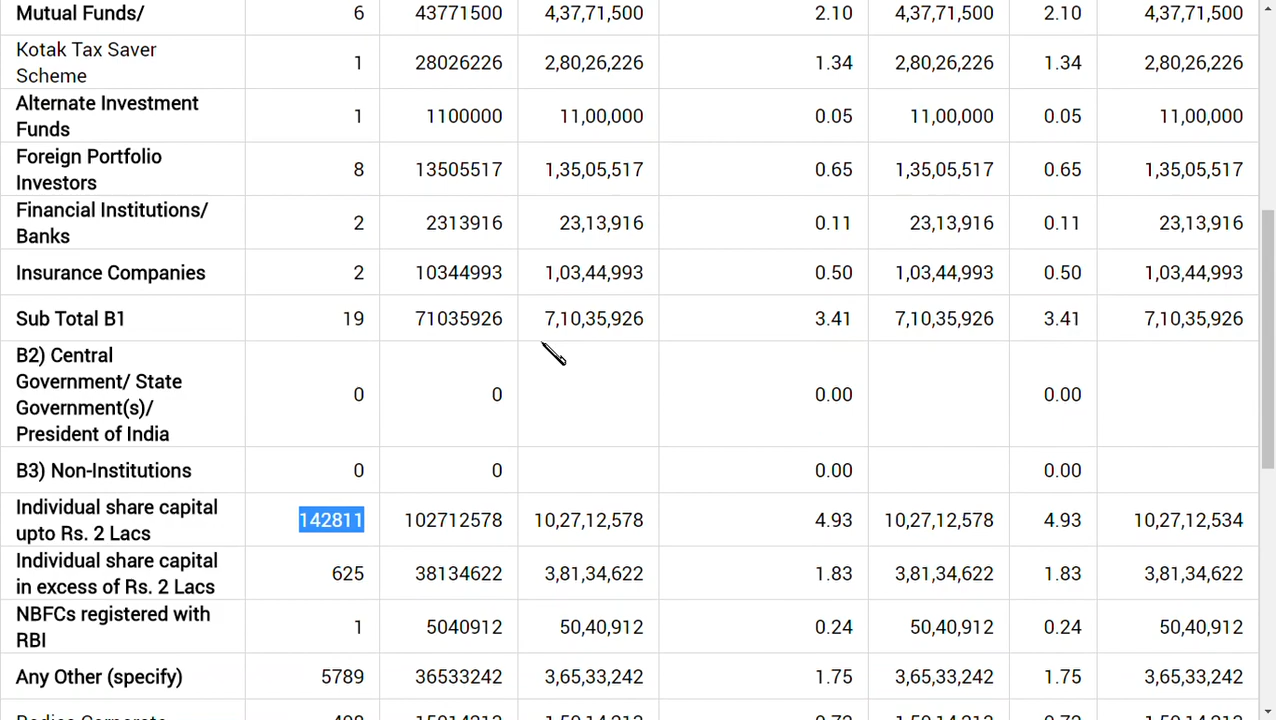 Mutual Funds/ 6 43771500 4,37,71,500 2.10 4,37,71,500 2.10 4,37,71,500
Kotak Tax Saver
Scheme 1 28026226 2,80,26,226 1.34 2,80,26,226 1.34 2,80,26,226
Alternate Investment
Funds 1 1100000 11,00,000 0.05 11,00,000 0.05 11,00,000
Foreign Portfolio
Investors 8 13505517 1,35,05,517 0.65 1,35,05,517 0.65 1,35,05,517
Financial Institutions/
Banks 2 2313916 23,13,916 0.11 23,13,916 0.11 23,13,916
Insurance Companies 2 10344993 1,03,44,993 0.50 1,03,44,993 0.50 1,03,44,993
Sub Total B1 19 71035926 7,10,35,926 3.41 7,10,35,926 3.41 7,10,35,926
B2) Central
Government/ State
Government(s)/
President of India 0 0 0.00 0.00
B3) Non-Institutions 0 0 0.00 0.00
Individual share capital
upto Rs. 2 Lacs 142811 102712578 10,27,12,578 4.93 10,27,12,578 4.93 10,27,12,534
Individual share capital
in excess of Rs. 2 Lacs 625 38134622 3,81,34,622 1.83 3,81,34,622 1.83 3,81,34,622
NBFCs registered with
RBI 1 5040912 50,40,912 0.24 50,40,912 0.24 50,40,912
Any Other (specify) 5789 36533242 3,65,33,242 1.75 3,65,33,242 1.75 3,65,33,242